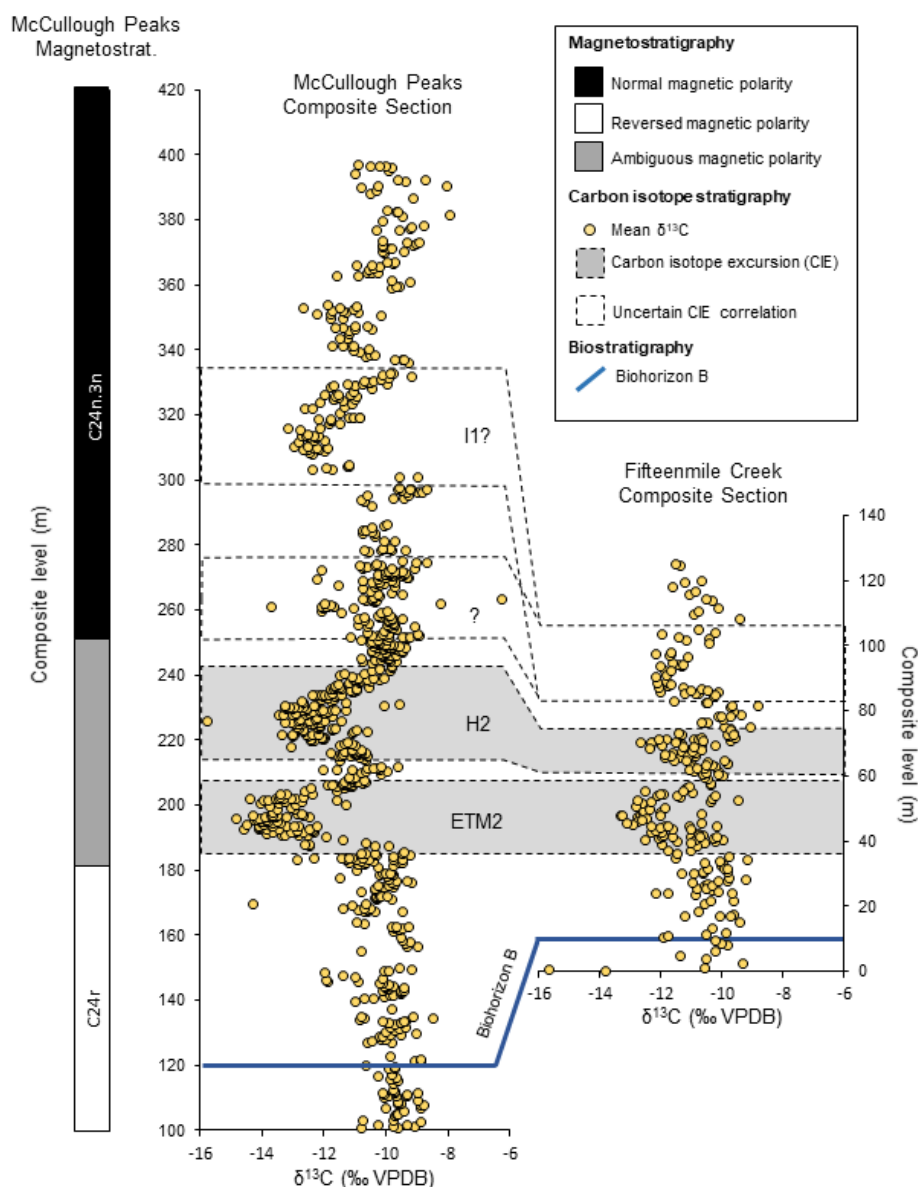 McCullough Peaks
Magnetostrat.
McCullough Peaks
Composite Section
Magnetostratigraphy
Normal magnetic polarity
Reversed magnetic polarity
Ambiguous magnetic polarity
Carbon isotope stratigraphy
Mean δ¹³C
Carbon isotope excursion (CIE)
Uncertain CIE correlation
Biostratigraphy
Biohorizon B
Composite level (m)
C24n.3n
C24r
420
400
380
360
340
320
300
280
260
240
220
200
180
160
140
120
100
-16
-14
-12
-10
-8
-6
δ¹³C (‰ VPDB)
I1?
?
H2
ETM2
Biohorizon B
Fifteenmile Creek
Composite Section
140
120
100
80
60
40
20
0
Composite level (m)
-16
-14
-12
-10
-8
-6
δ¹³C (‰ VPDB)